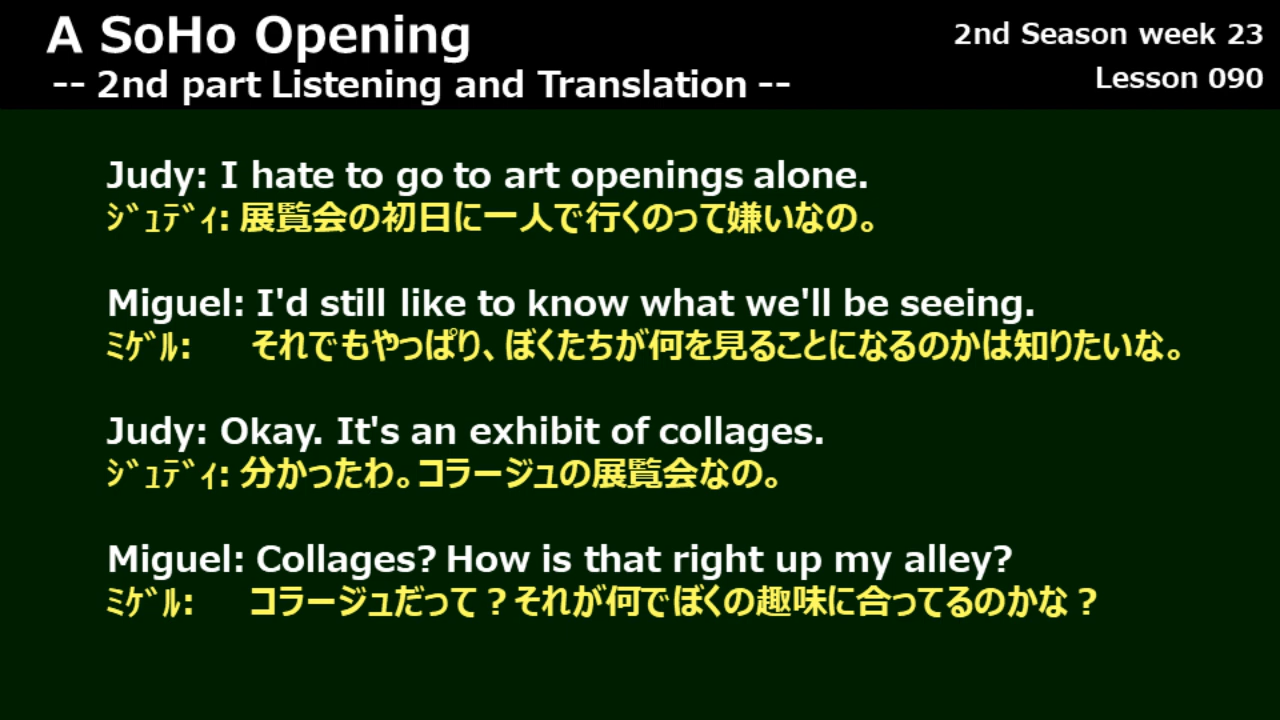 A SoHo Opening
-- 2nd part Listening and Translation --
2nd Season week 23
Lesson 090
Judy: I hate to go to art openings alone.
ｼﾞｭﾃﾞｨ: 展覧会の初日に一人で行くのって嫌いなの。
Miguel: I'd still like to know what we'll be seeing.
ﾐｹﾞﾙ: それでもやっぱり、ぼくたちが何を見ることになるのかは知りたいな。
Judy: Okay. It's an exhibit of collages.
ｼﾞｭﾃﾞｨ: 分かったわ。コラージュの展覧会なの。
Miguel: Collages? How is that right up my alley?
ﾐｹﾞﾙ: コラージュだって？それが何でぼくの趣味に合ってるのかな？